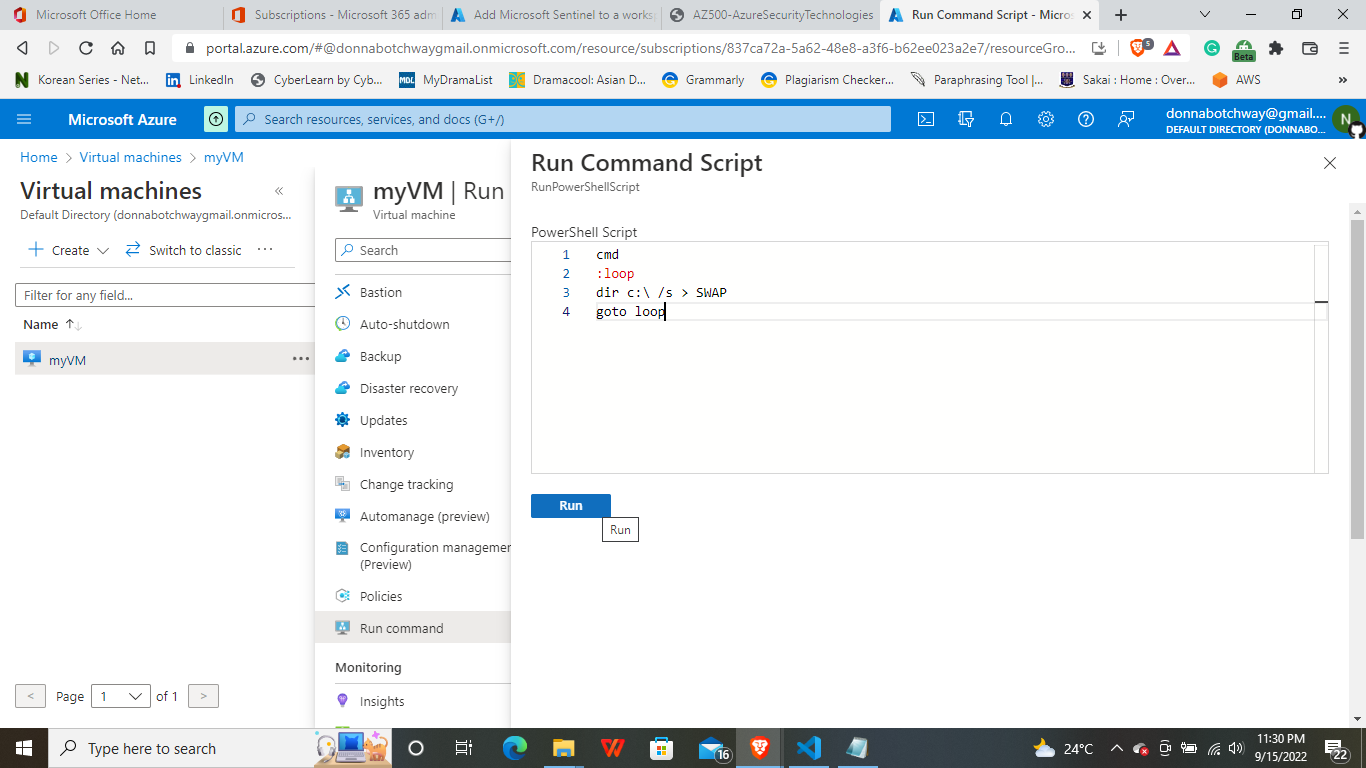 Microsoft Office Home
Subscriptions - Microsoft 365 adm
Add Microsoft Sentinel to a worksp
AZ500-AzureSecurityTechnologies
Run Command Script - Micros
portal.azure.com/#@donnabotchwaygmail.onmicrosoft.com/resource/subscriptions/837ca72a-5a62-48e8-a3f6-b62ee023a2e7/resourceGro...
5
Beta
Korean Series - Net...
LinkedIn
CyberLearn by Cyb...
MDL
MyDramaList
Dramacool: Asian D...
Grammarly
Plagiarism Checker...
Paraphrasing Tool |...
Sakai : Home : Over...
AWS
»
Microsoft Azure
Search resources, services, and docs (G+/)
donnabotchway@gmail....
DEFAULT DIRECTORY (DONNABO...
N
Home > Virtual machines > myVM
Virtual machines
«
Default Directory (donnabotchwaygmail.onmicros...
Create
Switch to classic
...
Filter for any field...
Name
myVM
...
< Page 1 of 1 >
myVM | Run
Virtual machine
Search
Bastion
Auto-shutdown
Backup
Disaster recovery
Updates
Inventory
Change tracking
Automanage (preview)
Configuration managemen
(Preview)
Policies
Run command
Monitoring
Insights
Run Command Script
RunPowerShellScript
PowerShell Script
1 cmd
2 :loop
3 dir c:\ /s > SWAP
4 goto loop
Run
Run
Type here to search
16
24°C
11:30 PM
9/15/2022
22